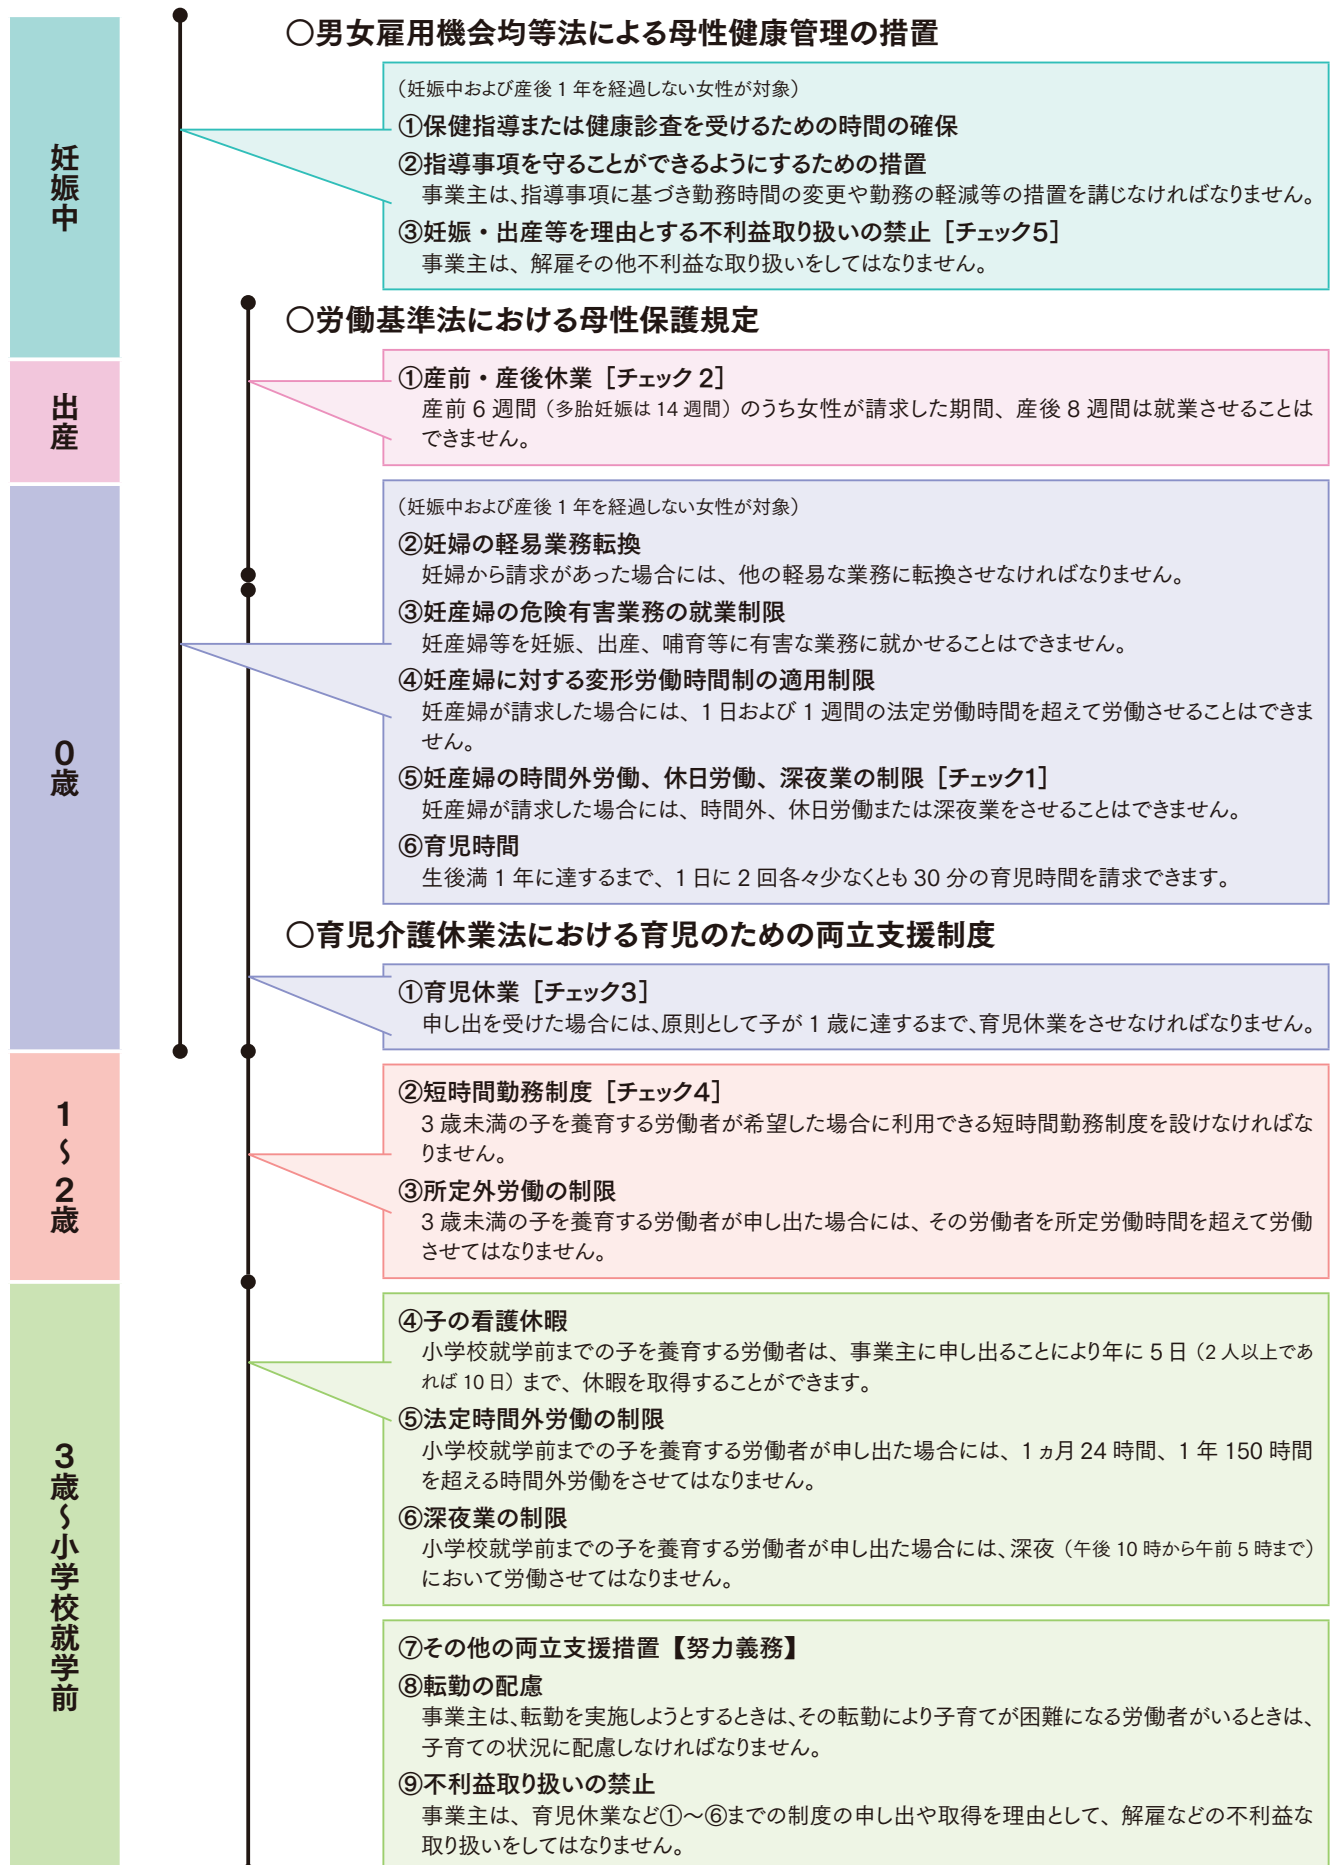 妊娠中
〇男女雇用機会均等法による母性健康管理の措置
（妊娠中および産後1年を経過しない女性が対象）
①保健指導または健康診査を受けるための時間の確保
②指導事項を守ることができるようにするための措置
事業主は、指導事項に基づき勤務時間の変更や勤務の軽減等の措置を講じなければなりません。
③妊娠・出産等を理由とする不利益取り扱いの禁止［チェック5］
事業主は、解雇その他不利益な取り扱いをしてはなりません。
〇労働基準法における母性保護規定
出産
①産前・産後休業［チェック2］
産前6週間（多胎妊娠は14週間）のうち女性が請求した期間、産後8週間は就業させることは
できません。
0歳
（妊娠中および産後1年を経過しない女性が対象）
②妊婦の軽易業務転換
妊婦から請求があった場合には、他の軽易な業務に転換させなければなりません。
③妊産婦の危険有害業務の就業制限
妊産婦等を妊娠、出産、哺育等に有害な業務に就かせることはできません。
④妊産婦に対する変形労働時間制の適用制限
妊産婦が請求した場合には、1日および1週間の法定労働時間を超えて労働させることはできま
せん。
⑤妊産婦の時間外労働、休日労働、深夜業の制限［チェック1］
妊産婦が請求した場合には、時間外、休日労働または深夜業をさせることはできません。
⑥育児時間
生後満1年に達するまで、1日に2回各々少なくとも30分の育児時間を請求できます。
〇育児介護休業法における育児のための両立支援制度
①育児休業［チェック3］
申し出を受けた場合には、原則として子が1歳に達するまで、育児休業をさせなければなりません。
1～2歳
②短時間勤務制度［チェック4］
3歳未満の子を養育する労働者が希望した場合に利用できる短時間勤務制度を設けなければな
りません。
③所定外労働の制限
3歳未満の子を養育する労働者が申し出た場合には、その労働者を所定労働時間を超えて労働
させてはなりません。
3歳～小学校就学前
④子の看護休暇
小学校就学前までの子を養育する労働者は、事業主に申し出ることにより年に5日（2人以上であ
れば10日）まで、休暇を取得することができます。
⑤法定時間外労働の制限
小学校就学前までの子を養育する労働者が申し出た場合には、1ヵ月24時間、1年150時間
を超える時間外労働をさせてはなりません。
⑥深夜業の制限
小学校就学前までの子を養育する労働者が申し出た場合には、深夜（午後10時から午前5時まで）
において労働させてはなりません。
⑦その他の両立支援措置【努力義務】
⑧転勤の配慮
事業主は、転勤を実施しようとするときは、その転勤により子育てが困難になる労働者がいるときは、
子育ての状況に配慮しなければなりません。
⑨不利益取り扱いの禁止
事業主は、育児休業など①～⑥までの制度の申し出や取得を理由として、解雇などの不利益な
取り扱いをしてはなりません。